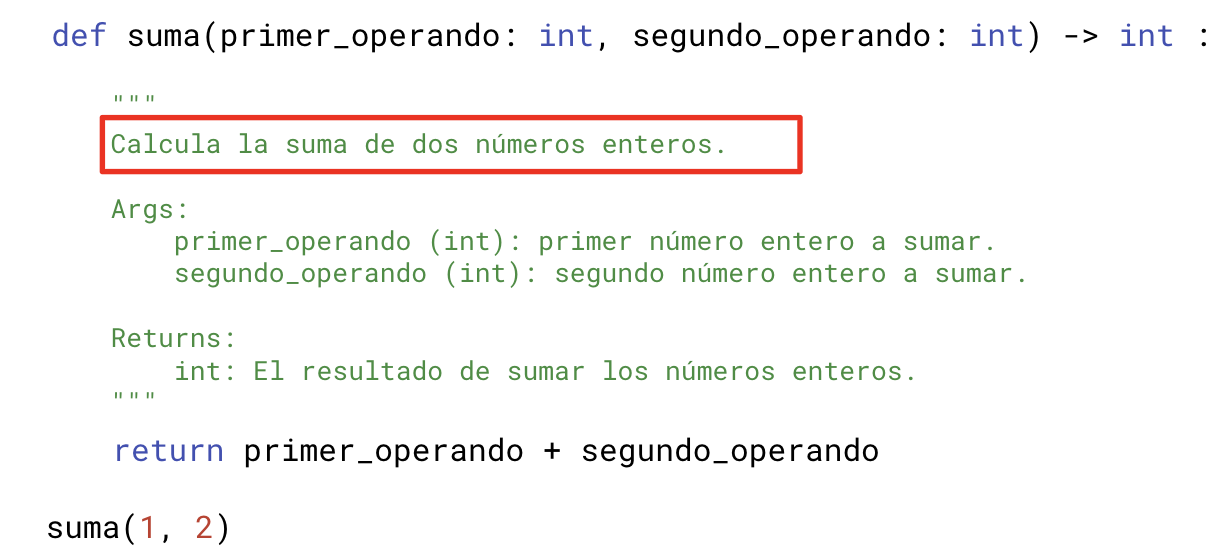 def suma(primer_operando: int, segundo_operando: int) -> int :
"""
Calcula la suma de dos números enteros.
Args:
primer_operando (int): primer número entero a sumar.
segundo_operando (int): segundo número entero a sumar.
Returns:
int: El resultado de sumar los números enteros.
"""
return primer_operando + segundo_operando
suma(1, 2)